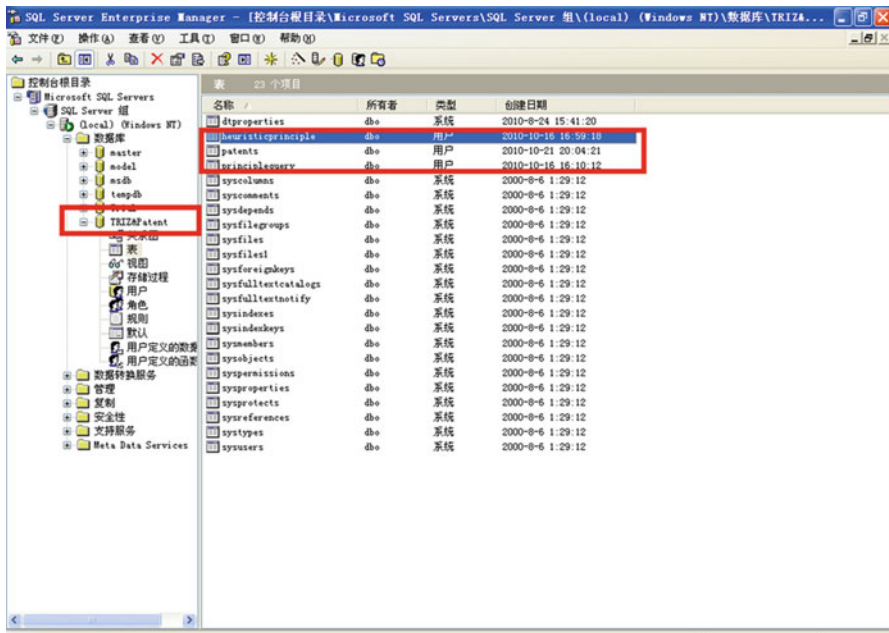 SQL Server Enterprise Manager - [控制台根目录\Microsoft SQL Servers\SQL Server 组\(local) (Windows NT)\数据库\TRIZ&...
文件(F) 操作(A) 查看(V) 工具(T) 窗口(W) 帮助(H)
控制台根目录
Microsoft SQL Servers
SQL Server 组
(local) (Windows NT)
数据库
master
model
msdb
tempdb
TRIZ&Patent
关系图
表
视图
存储过程
用户
角色
规则
默认
用户定义的数据
用户定义的函数
数据转换服务
管理
复制
安全性
支持服务
Meta Data Services
表 23 个项目
名称 / 所有者 类型 创建日期
dtproperties dbo 系统 2010-8-24 15:41:20
heuristicprinciple dbo 用户 2010-10-16 16:59:18
patents dbo 用户 2010-10-21 20:04:21
principlequery dbo 用户 2010-10-16 16:10:12
syscolumns dbo 系统 2000-8-6 1:29:12
syscomments dbo 系统 2000-8-6 1:29:12
sysdepends dbo 系统 2000-8-6 1:29:12
sysfilegroups dbo 系统 2000-8-6 1:29:12
sysfiles dbo 系统 2000-8-6 1:29:12
sysfiles1 dbo 系统 2000-8-6 1:29:12
sysforeignkeys dbo 系统 2000-8-6 1:29:12
sysfulltextcatalogs dbo 系统 2000-8-6 1:29:12
sysfulltextnotify dbo 系统 2000-8-6 1:29:12
sysindexes dbo 系统 2000-8-6 1:29:12
sysindexkeys dbo 系统 2000-8-6 1:29:12
sysmembers dbo 系统 2000-8-6 1:29:12
sysobjects dbo 系统 2000-8-6 1:29:12
syspermissions dbo 系统 2000-8-6 1:29:12
sysproperties dbo 系统 2000-8-6 1:29:12
sysprotects dbo 系统 2000-8-6 1:29:12
sysreferences dbo 系统 2000-8-6 1:29:12
systypes dbo 系统 2000-8-6 1:29:12
sysusers dbo 系统 2000-8-6 1:29:12